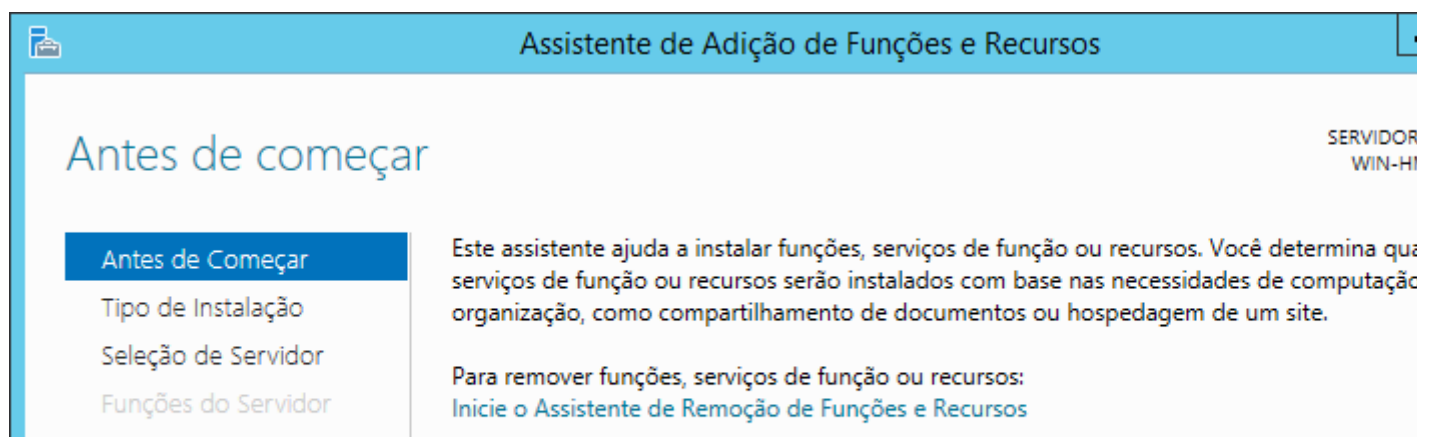 Assistente de Adição de Funções e Recursos
Antes de começar
SERVIDOR
WIN-HN
Antes de Começar
Tipo de Instalação
Seleção de Servidor
Funções do Servidor
Este assistente ajuda a instalar funções, serviços de função ou recursos. Você determina
serviços de função ou recursos serão instalados com base nas necessidades de computação
organização, como compartilhamento de documentos ou hospedagem de um site.
Para remover funções, serviços de função ou recursos:
Inicie o Assistente de Remoção de Funções e Recursos